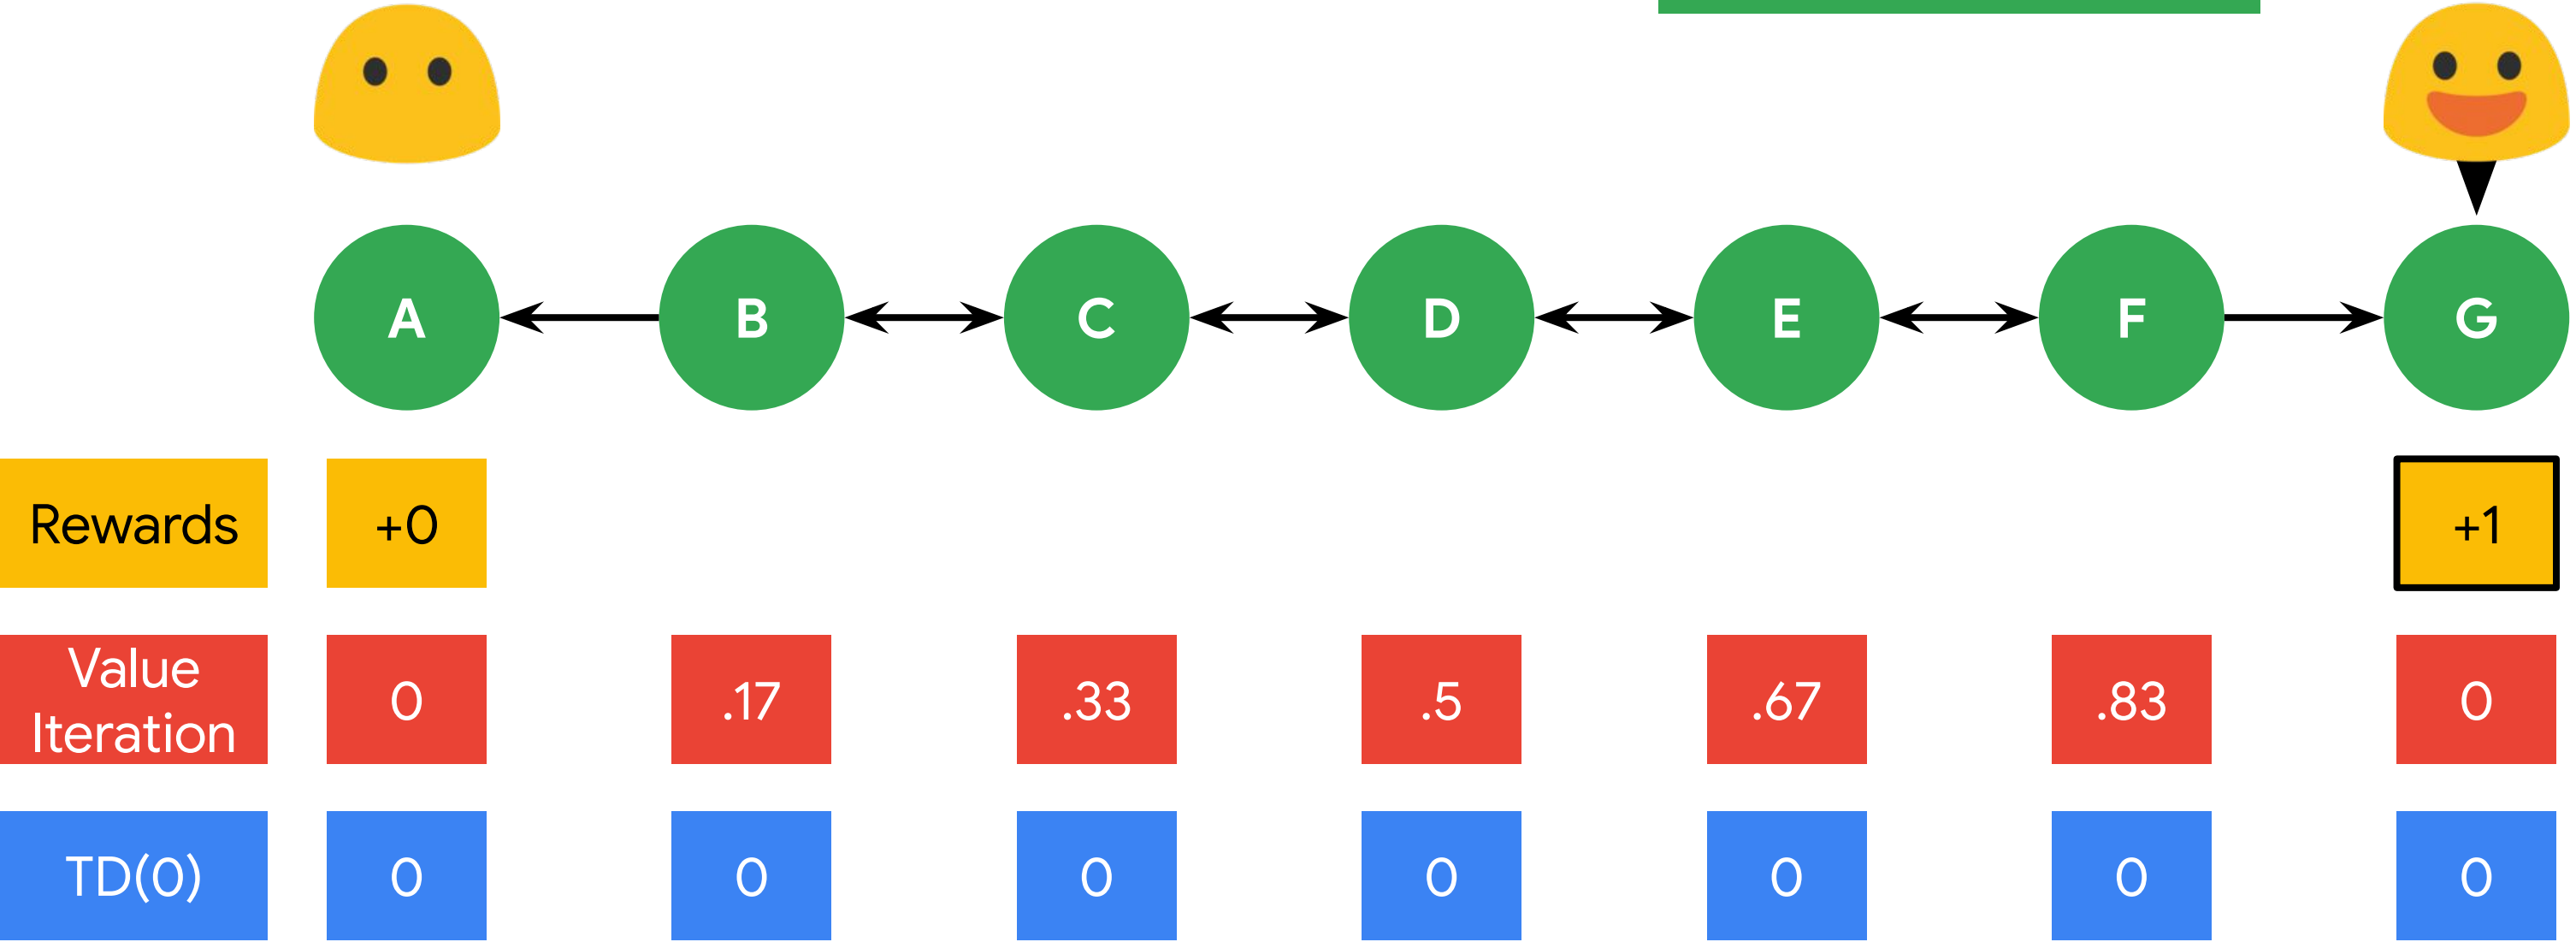 A B C D E F G
Rewards +0 +1
Value
Iteration 0 .17 .33 .5 .67 .83 0
TD(0) 0 0 0 0 0 0 0